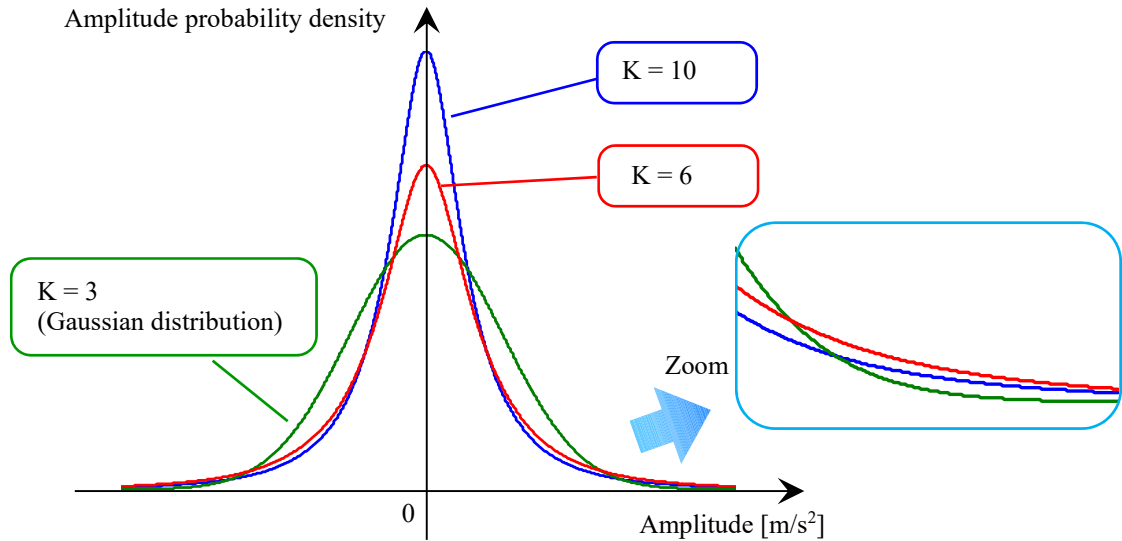 Amplitude probability density
K = 10
K = 6
K = 3
(Gaussian distribution)
Zoom
0
Amplitude [m/s²]